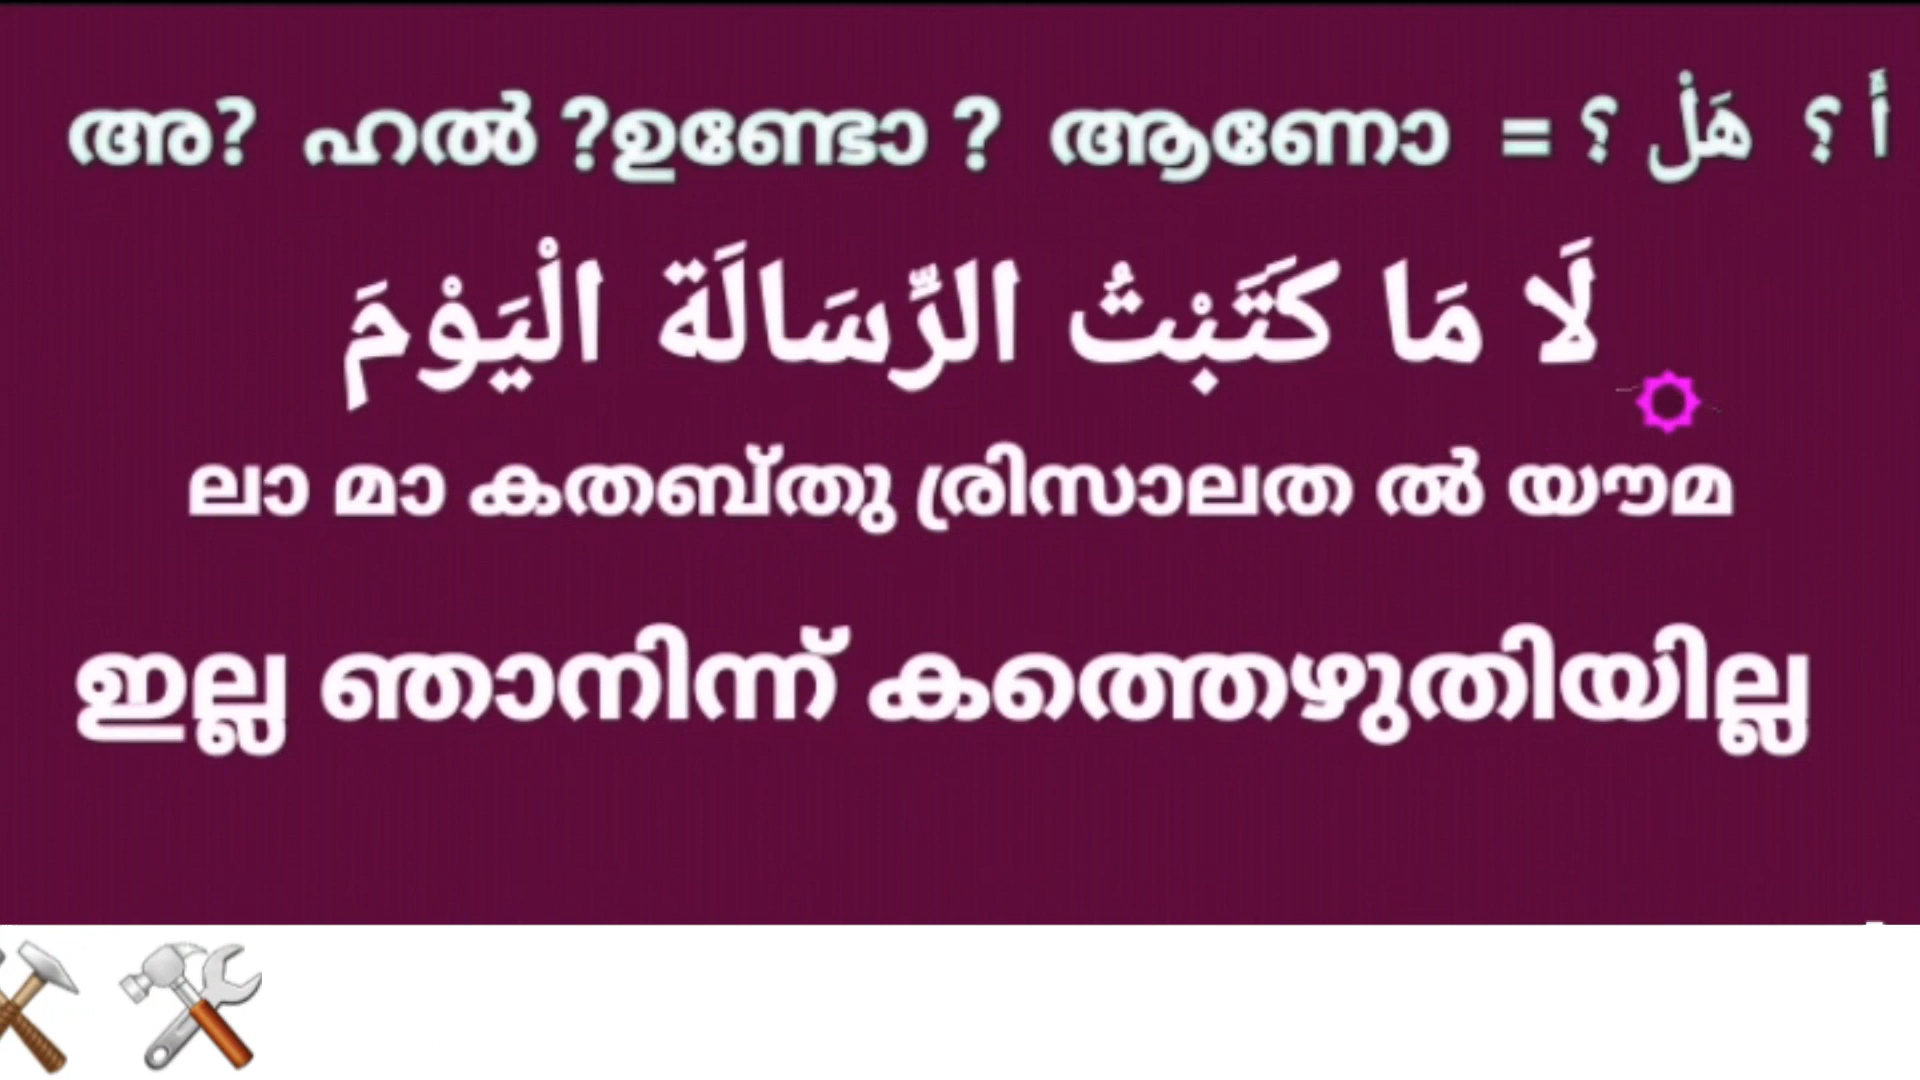 അ? ഹൽ ?ഉണ്ടോ ? ആണോ = أَ ؟ هَلْ ؟
لَا مَا كَتَبْتُ الرِّسَالَةَ الْيَوْمَ
ലാ മാ കതബ്തു ര്രിസാലത ൽ യൗമ
ഇല്ല ഞാനിന്ന് കത്തെഴുതിയില്ല